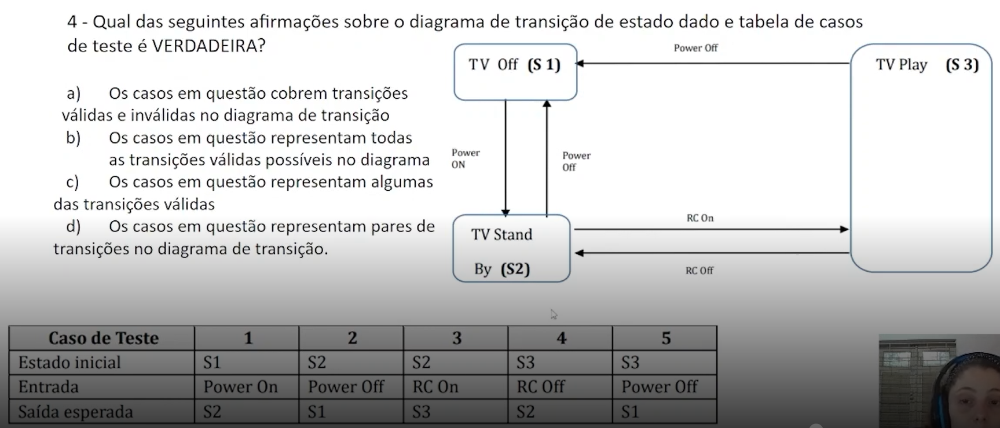 4 - Qual das seguintes afirmações sobre o diagrama de transição de estado dado e tabela de casos
de teste é VERDADEIRA?
a) Os casos em questão cobrem transições
válidas e inválidas no diagrama de transição
b) Os casos em questão representam todas
as transições válidas possíveis no diagrama
c) Os casos em questão representam algumas
das transições válidas
d) Os casos em questão representam pares de
transições no diagrama de transição.
TV Off (S 1)
Power Off
TV Play (S 3)
Power
ON
Power
Off
TV Stand
By (S2)
RC On
RC Off
Caso de Teste 1 2 3 4 5
Estado inicial S1 S2 S2 S3 S3
Entrada Power On Power Off RC On RC Off Power Off
Saída esperada S2 S1 S3 S2 S1